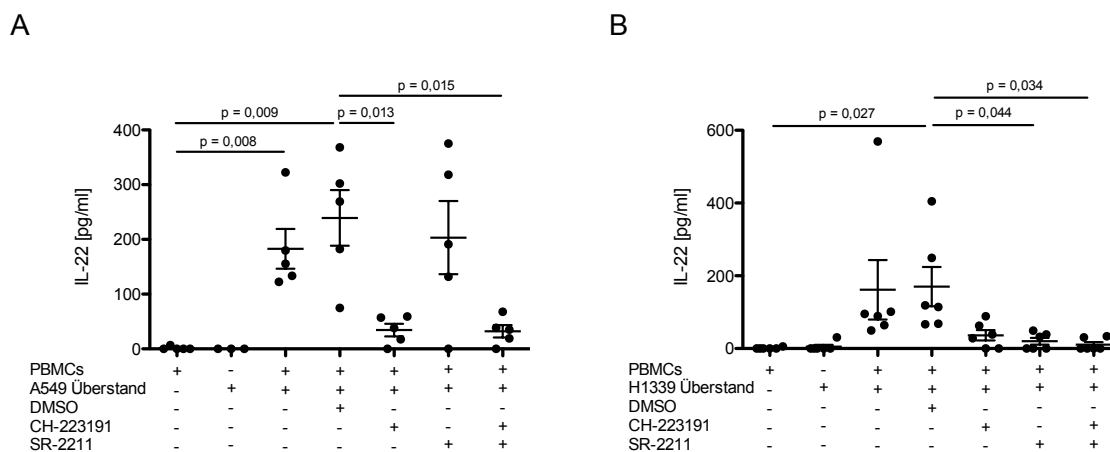 A
p = 0,015
p = 0,009
p = 0,013
p = 0,008
400
300
200
100
0
IL-22 [pg/ml]
PBMCs + - + + + + +
A549 Überstand - + + + + + +
DMSO - - - + - - -
CH-223191 - - - - + - +
SR-2211 - - - - - + +
B
p = 0,034
p = 0,027
p = 0,044
600
400
200
0
IL-22 [pg/ml]
PBMCs + - + + + + +
H1339 Überstand - + + + + + +
DMSO - - - + - - -
CH-223191 - - - - + - +
SR-2211 - - - - - + +